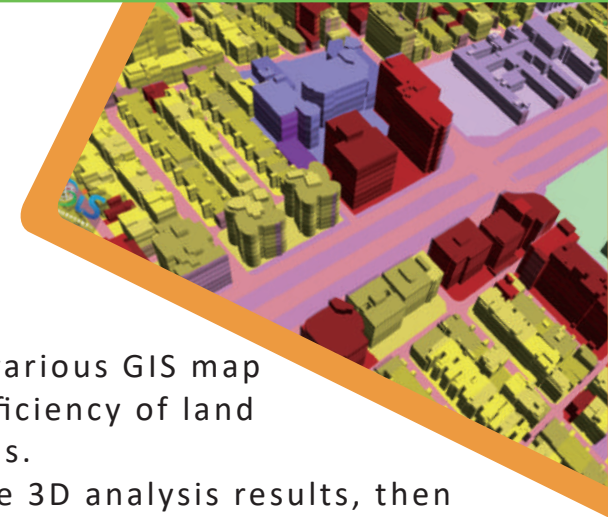 arious GIS map
ficiency of land
s.
e 3D analysis results, then